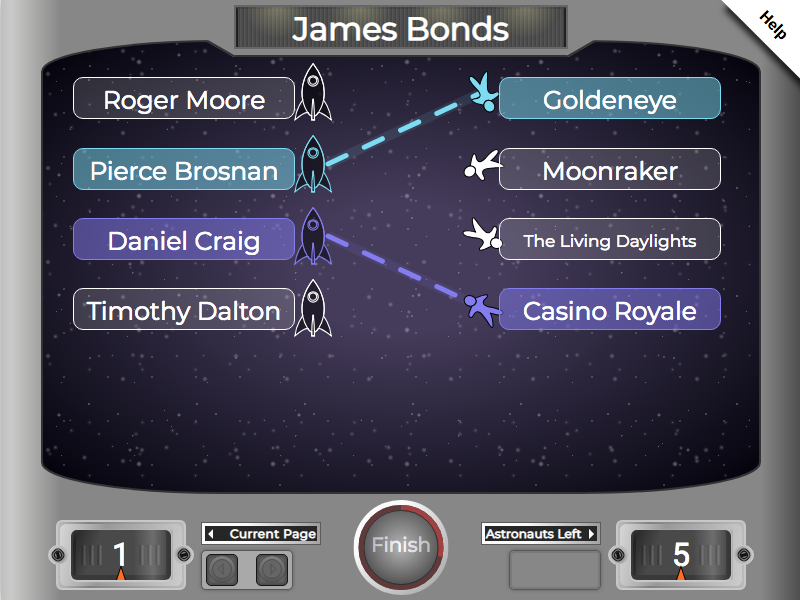 James Bonds
Help
Roger Moore
Goldeneye
Pierce Brosnan
Moonraker
Daniel Craig
The Living Daylights
Timothy Dalton
Casino Royale
1
Current Page
Finish
Astronauts Left
5